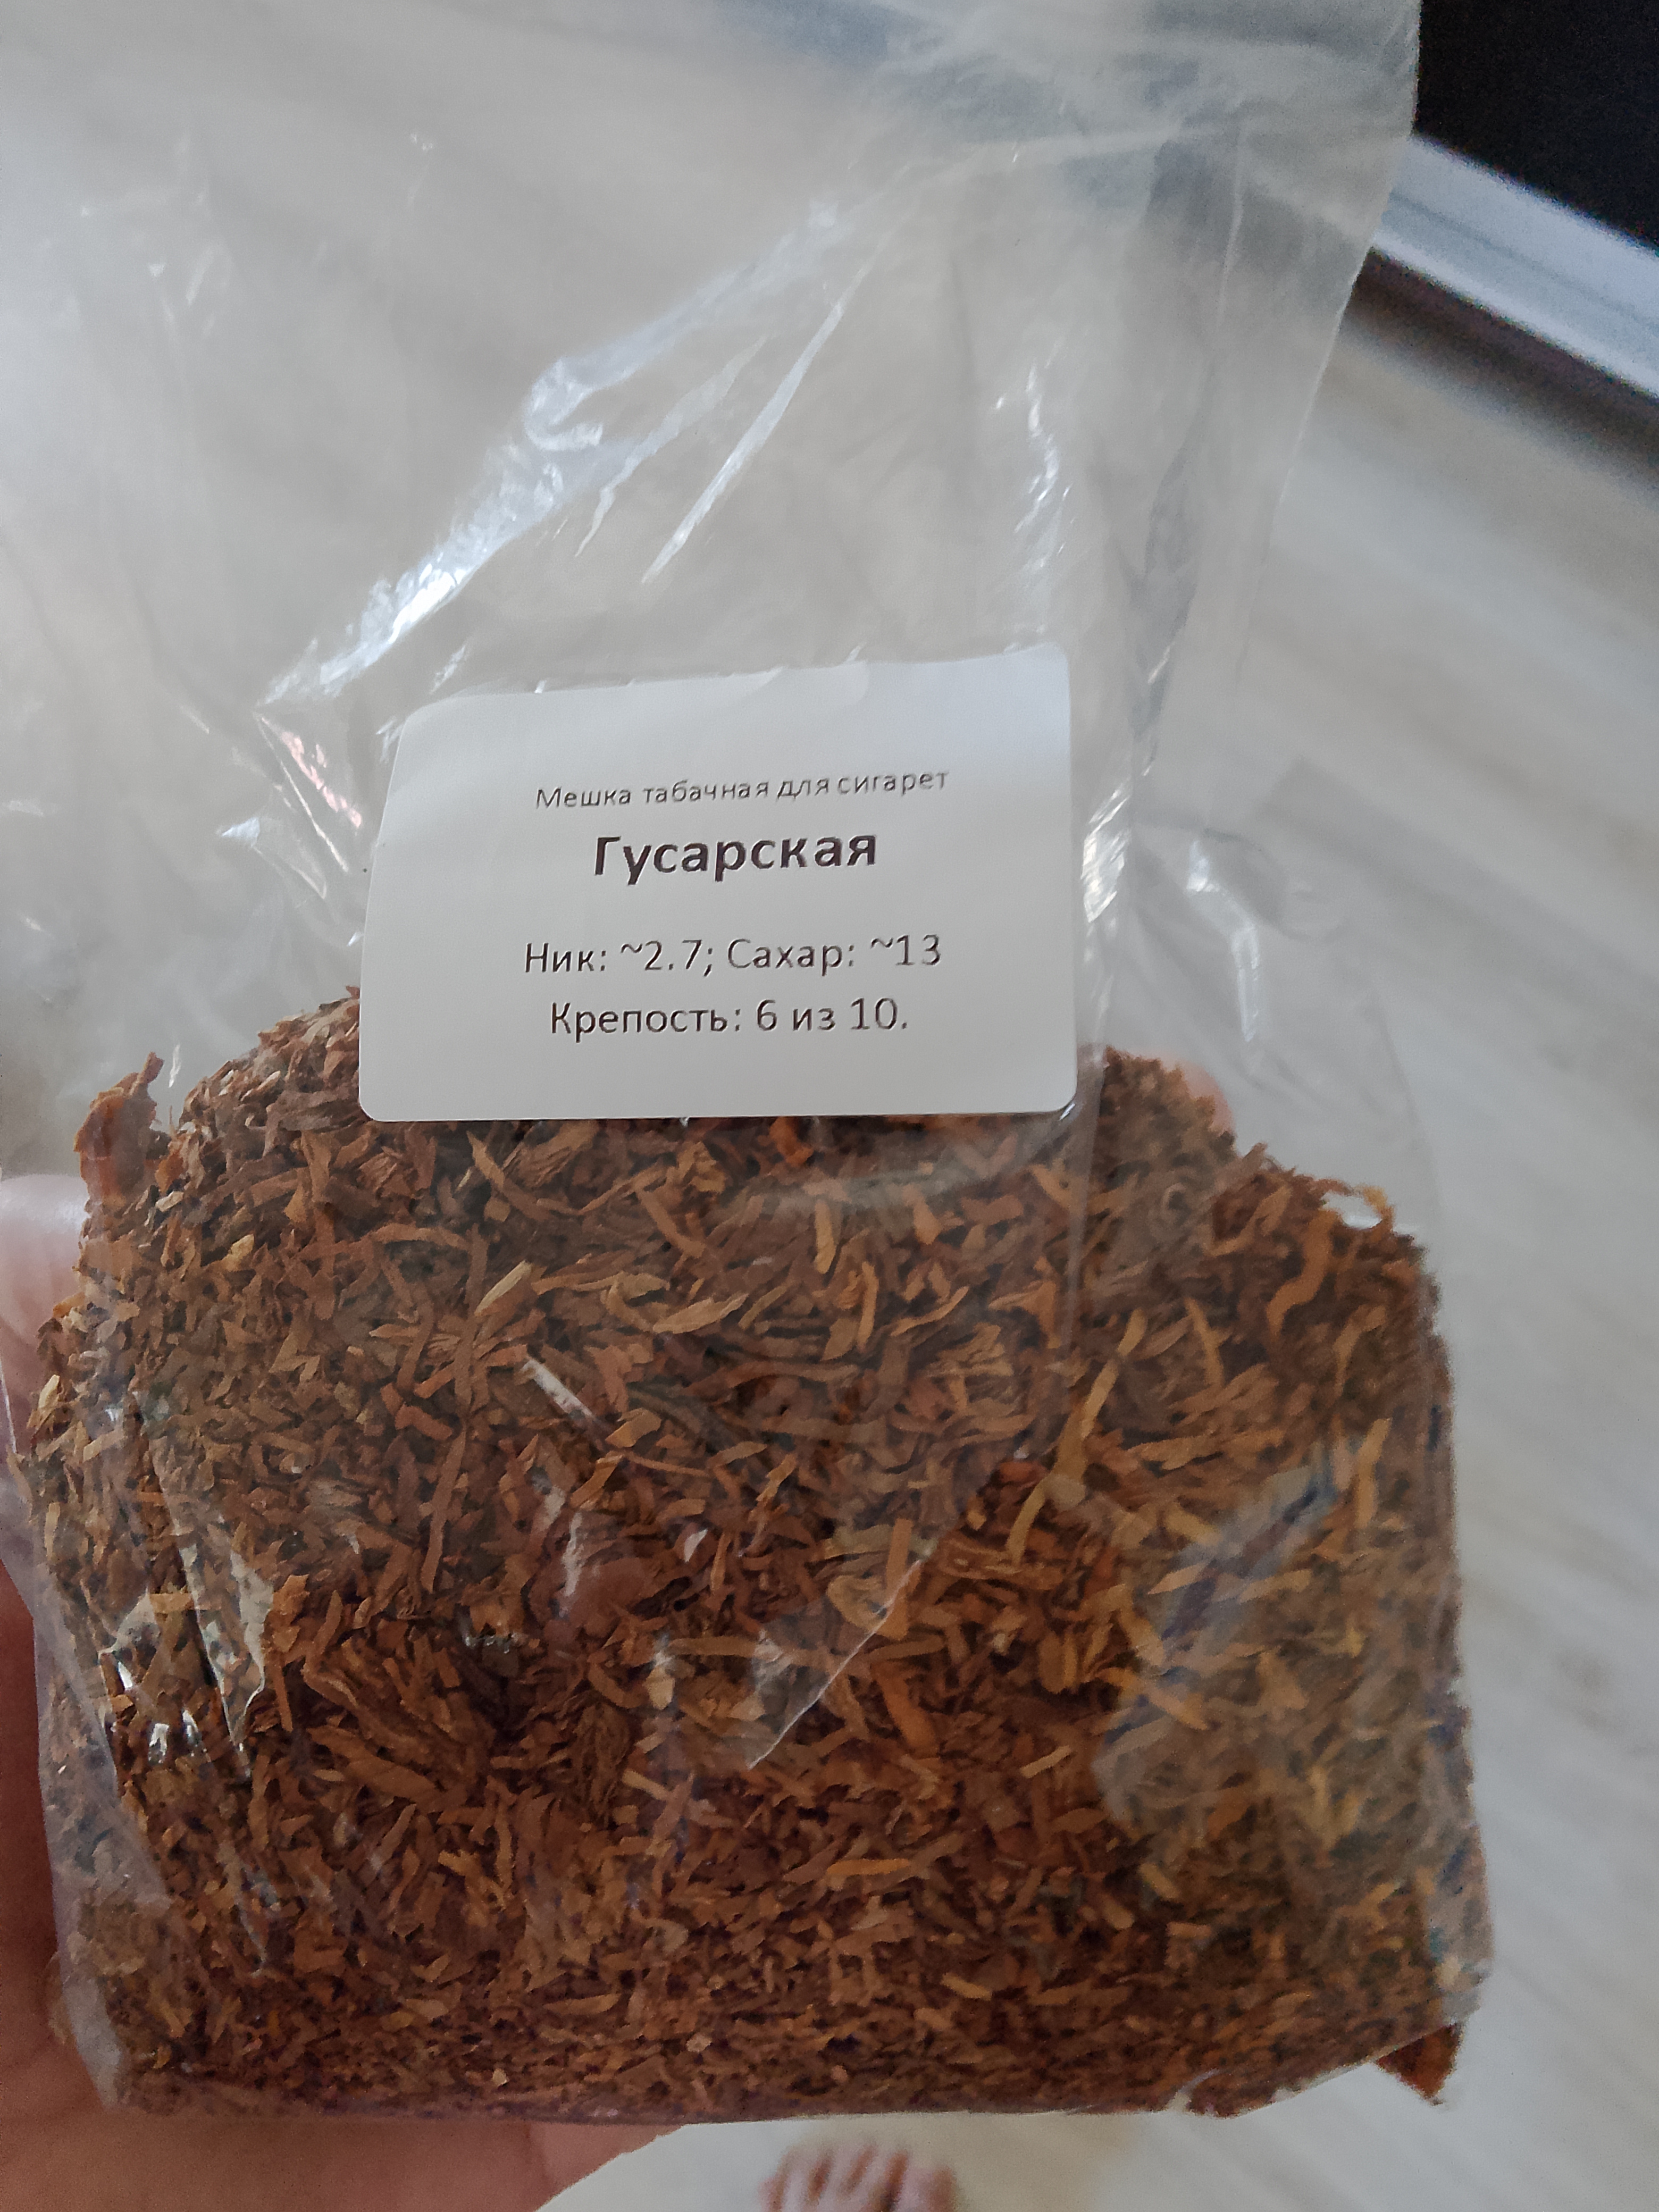 Мешка табачная для сигарет
Гусарская
Ник: ~2.7; Сахар: ~13
Крепость: 6 из 10.